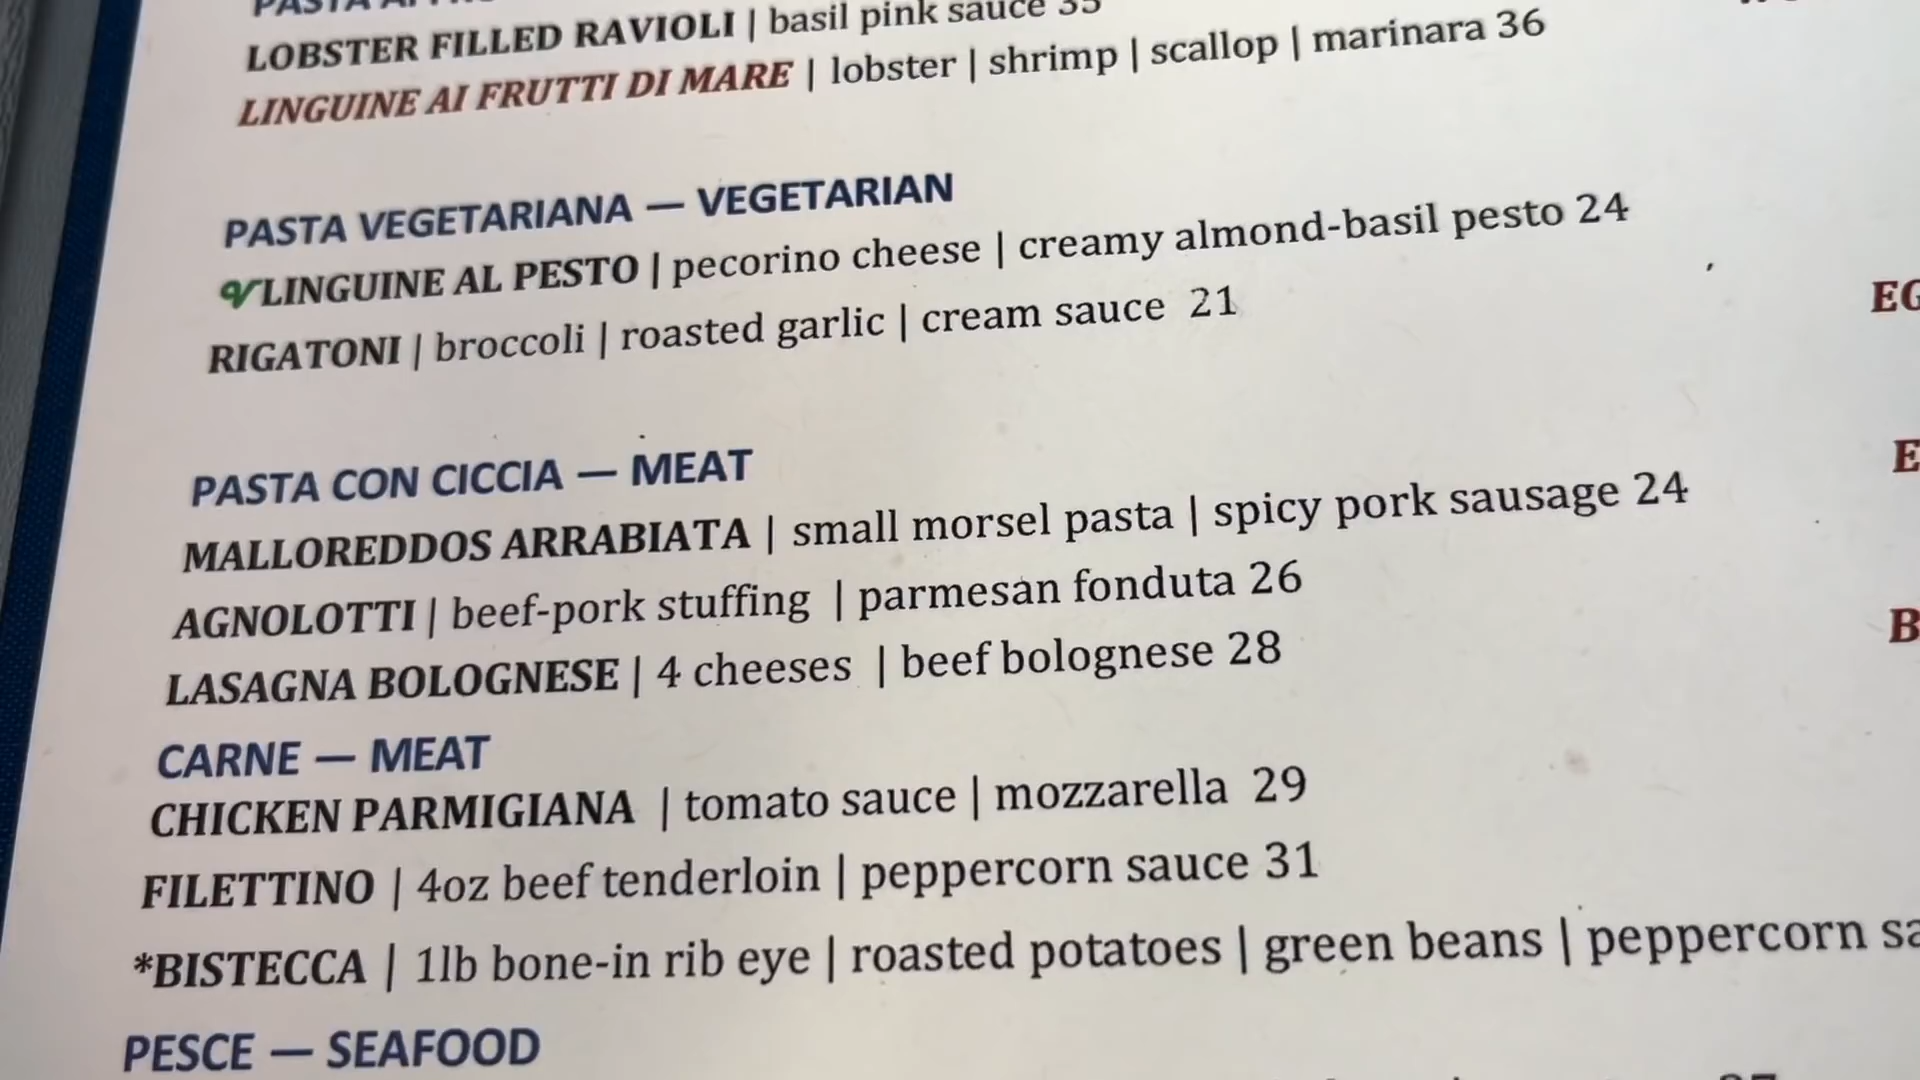 LOBSTER FILLED RAVIOLI | basil pink sauce 35
LINGUINE AI FRUTTI DI MARE | lobster | shrimp | scallop | marinara 36
PASTA VEGETARIANA — VEGETARIAN
LINGUINE AL PESTO | pecorino cheese | creamy almond-basil pesto 24
RIGATONI | broccoli | roasted garlic | cream sauce 21
PASTA CON CICCIA — MEAT
MALLOREDDOS ARRABIATA | small morsel pasta | spicy pork sausage 24
AGNOLOTTI | beef-pork stuffing | parmesan fonduta 26
LASAGNA BOLOGNESE | 4 cheeses | beef bolognese 28
CARNE — MEAT
CHICKEN PARMIGIANA | tomato sauce | mozzarella 29
FILETTINO | 4oz beef tenderloin | peppercorn sauce 31
*BISTECCA | 1lb bone-in rib eye | roasted potatoes | green beans | peppercorn
PESCE — SEAFOOD